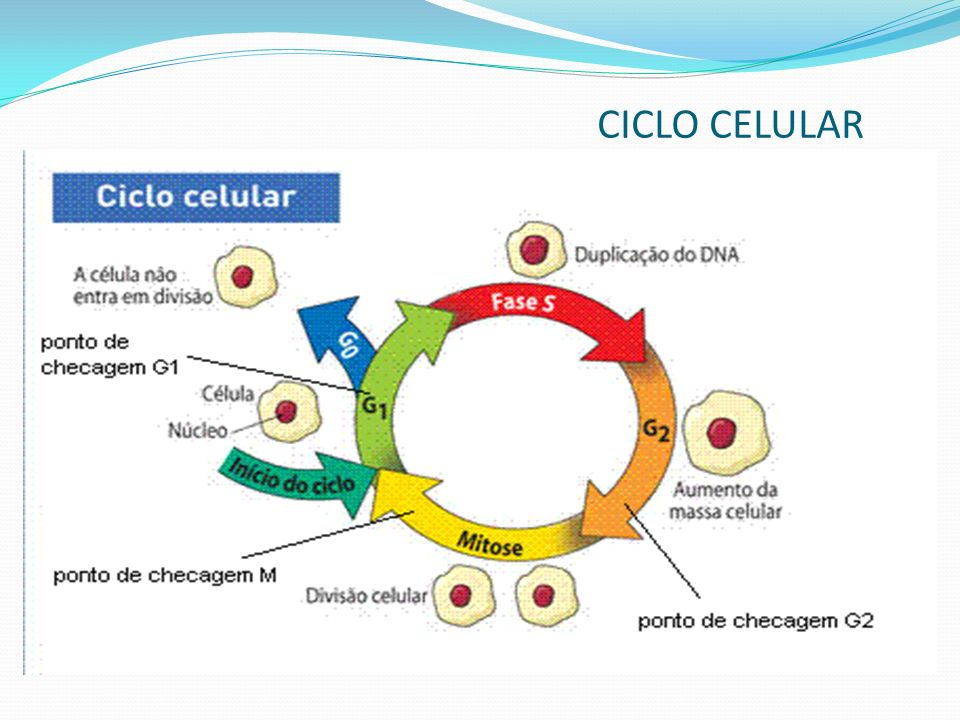 CICLO CELULAR
Ciclo celular
A célula não
entra em divisão
Duplicação do DNA
Fase S
G0
ponto de
checagem G1
G1
Célula
Núcleo
G2
Início do ciclo
Aumento da
massa celular
Mitose
ponto de checagem M
Divisão celular
ponto de checagem G2